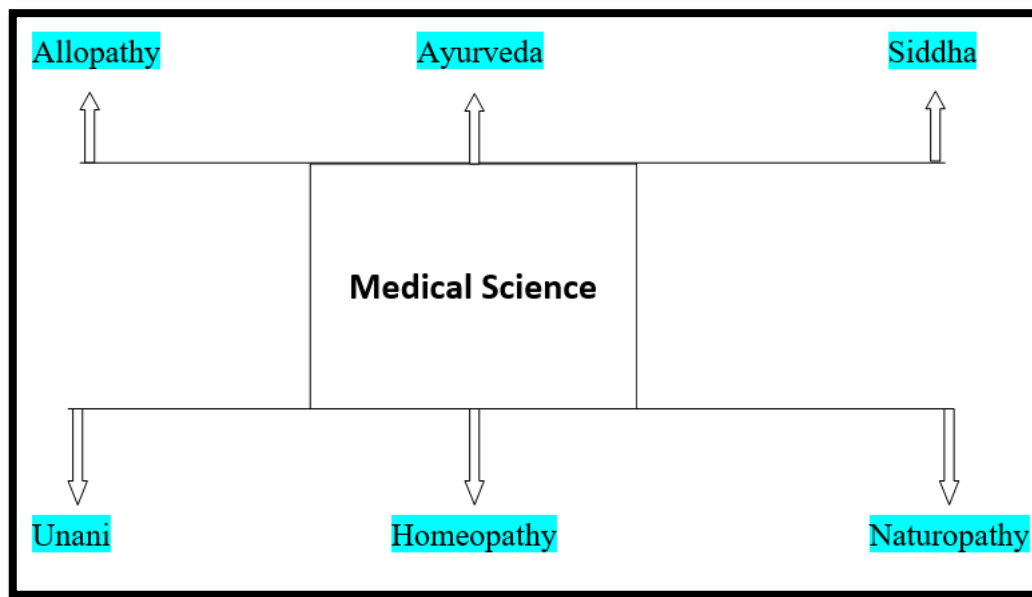 Allopathy
Ayurveda
Siddha
Medical Science
Unani
Homeopathy
Naturopathy